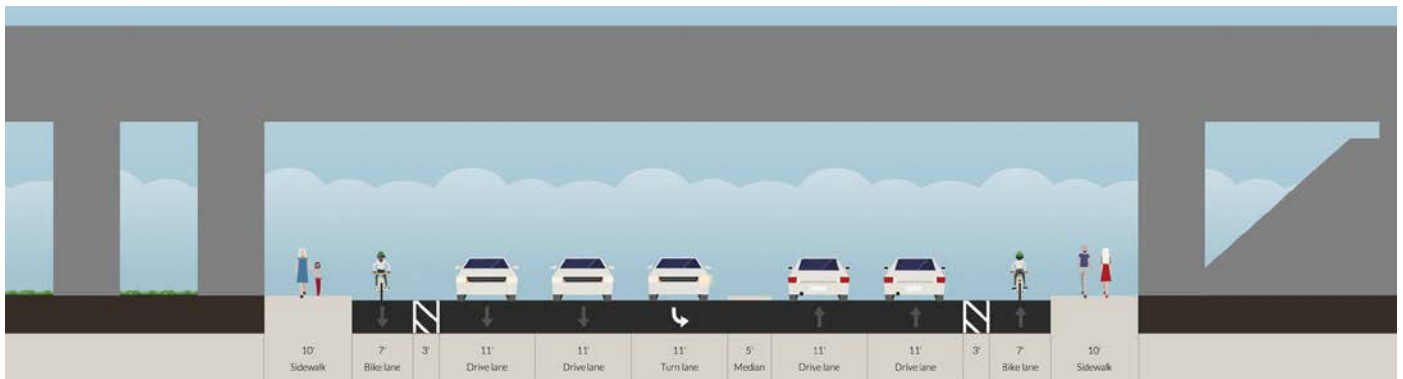 10' 7' 3' 11' 11' 11' 5' 11' 11' 3' 7' 10'
Sidewalk Bike lane Drive lane Drive lane Turn lane Median Drive lane Drive lane Bike lane Sidewalk